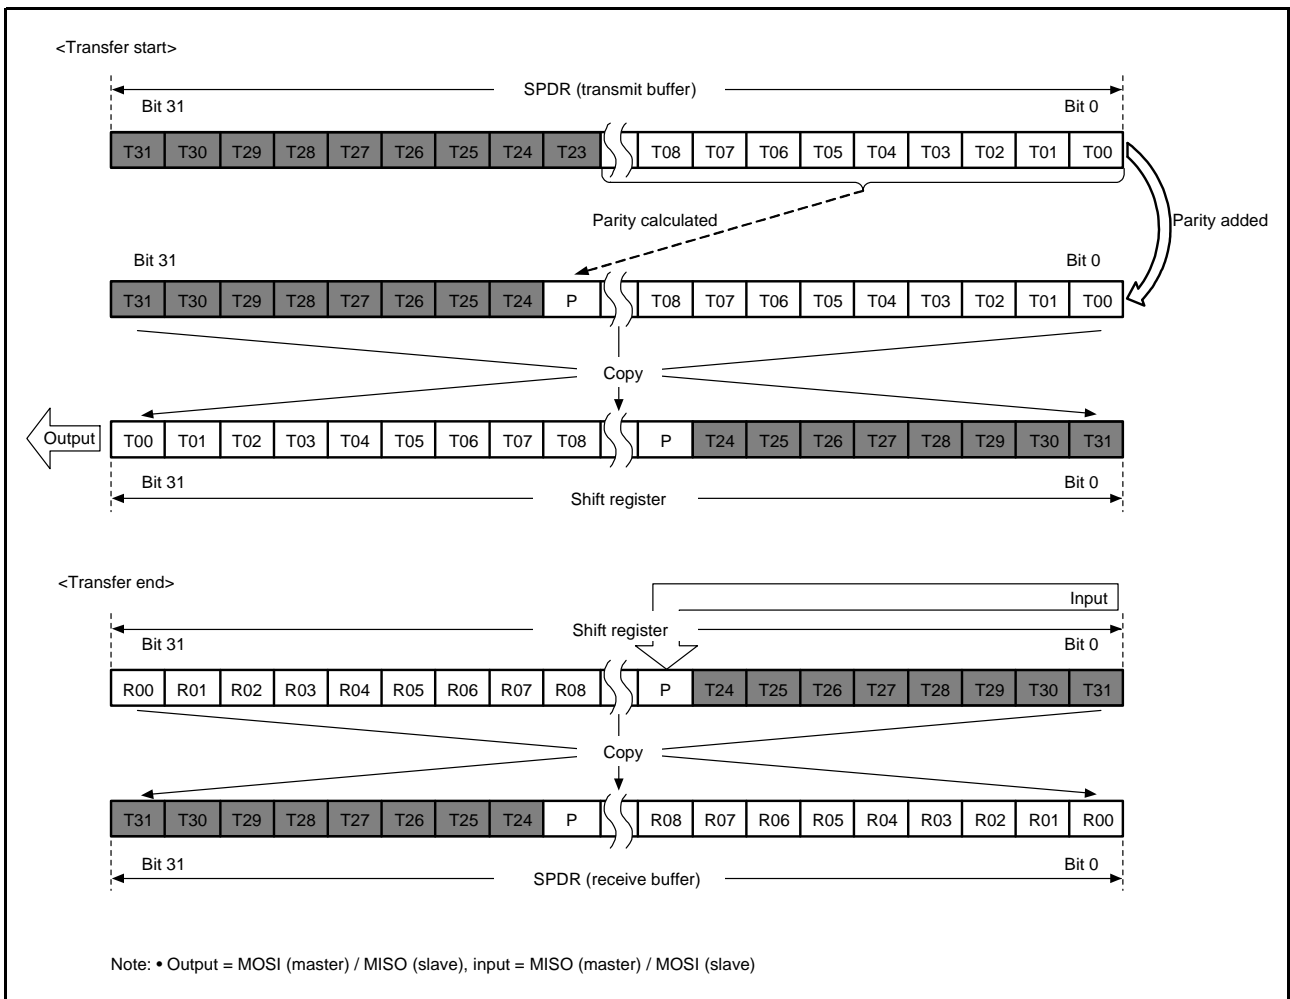 <Transfer start>
SPDR (transmit buffer)
Bit 31 Bit 0
T31 T30 T29 T28 T27 T26 T25 T24 T23 T08 T07 T06 T05 T04 T03 T02 T01 T00
Parity calculated Parity added
Bit 31 Bit 0
T31 T30 T29 T28 T27 T26 T25 T24 P T08 T07 T06 T05 T04 T03 T02 T01 T00
Copy
Output T00 T01 T02 T03 T04 T05 T06 T07 T08 P T24 T25 T26 T27 T28 T29 T30 T31
Bit 31 Bit 0
Shift register
<Transfer end>
Input
Shift register
Bit 31 Bit 0
R00 R01 R02 R03 R04 R05 R06 R07 R08 P T24 T25 T26 T27 T28 T29 T30 T31
Copy
T31 T30 T29 T28 T27 T26 T25 T24 P R08 R07 R06 R05 R04 R03 R02 R01 R00
Bit 31 Bit 0
SPDR (receive buffer)
Note: • Output = MOSI (master) / MISO (slave), input = MISO (master) / MOSI (slave)